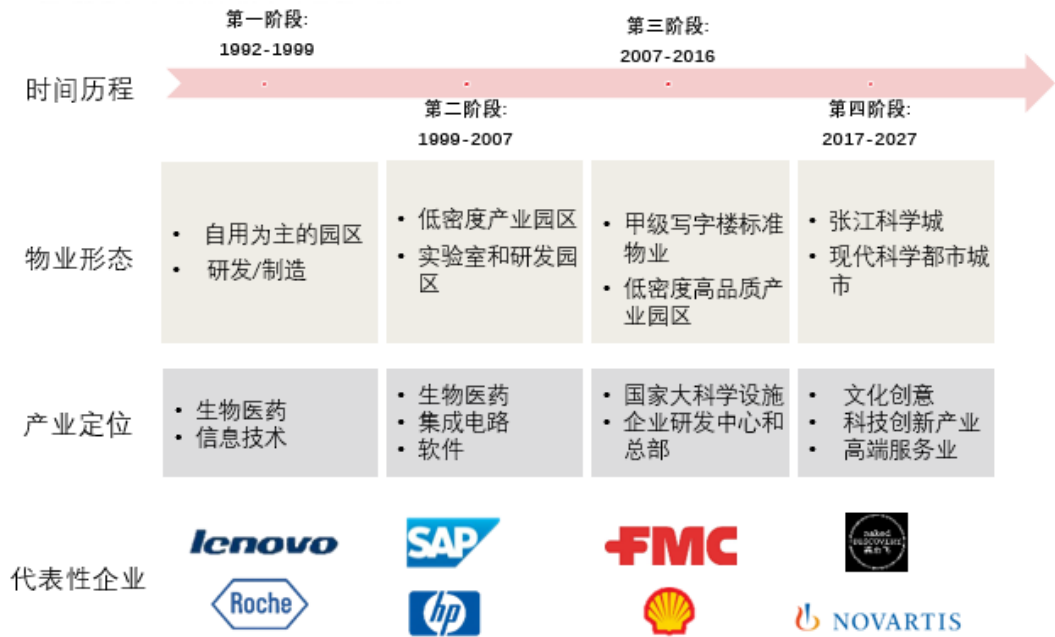 第一阶段:
1992-1999
第三阶段:
2007-2016
时间历程
第二阶段:
1999-2007
第四阶段:
2017-2027
物业形态
• 自用为主的园区
• 研发/制造
• 低密度产业园区
• 实验室和研发园
区
• 甲级写字楼标准
物业
• 低密度高品质产
业园区
• 张江科学城
• 现代科学都市城
市
产业定位
• 生物医药
• 信息技术
• 生物医药
• 集成电路
• 软件
• 国家大科学设施
• 企业研发中心和
总部
• 文化创意
• 科技创新产业
• 高端服务业
代表性企业
lenovo
SAP
FMC
naked
DISCOVERY
Roche
hp
NOVARTIS